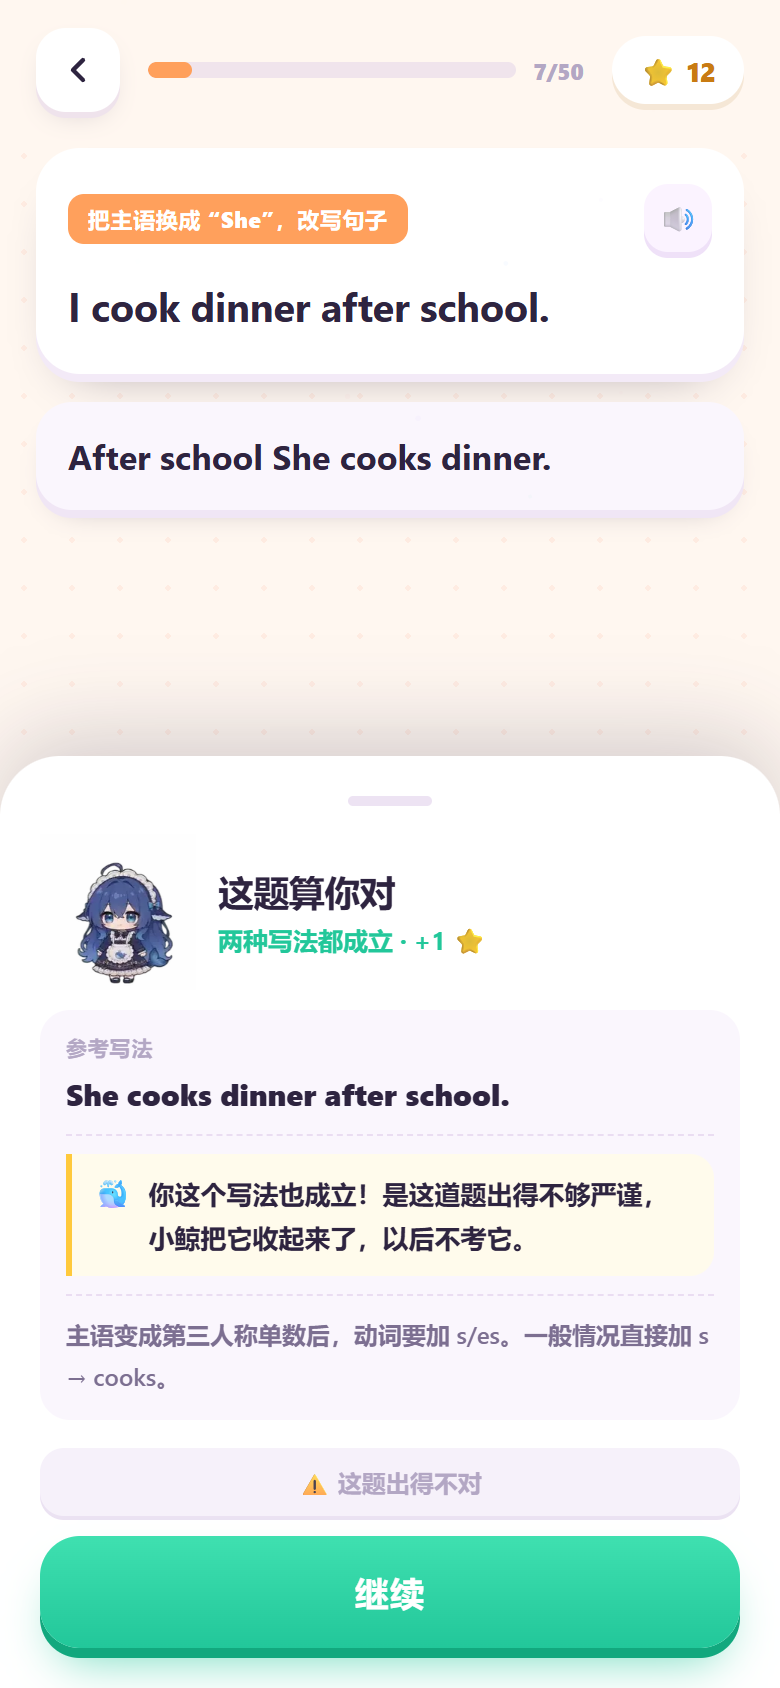 7/50
12
把主语换成 “She”，改写句子
I cook dinner after school.
After school She cooks dinner.
这题算你对
两种写法都成立 · +1
参考写法
She cooks dinner after school.
你这个写法也成立！是这道题出得不够严谨，
小鲸把它收起来了，以后不考它。
主语变成第三人称单数后，动词要加 s/es。一般情况直接加 s
→ cooks。
这题出得不对
继续